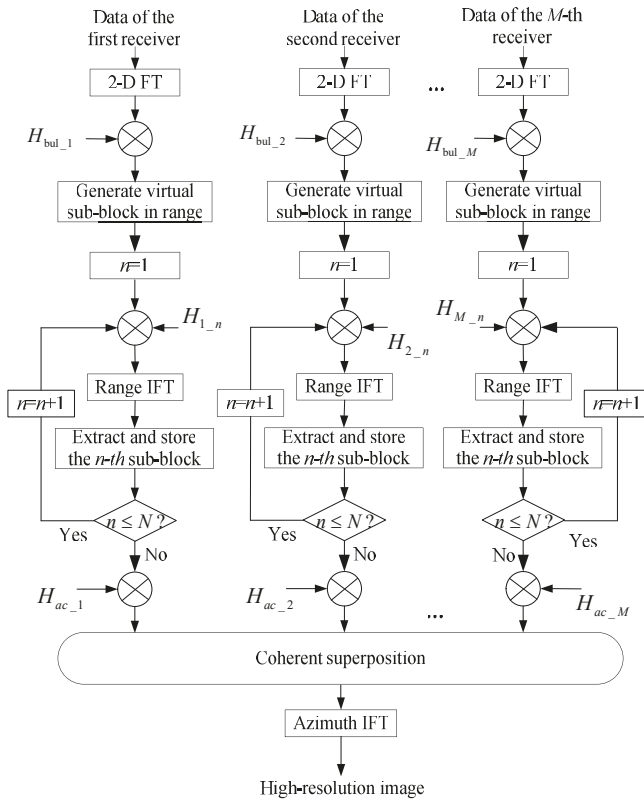 Data of the
first receiver
Data of the
second receiver
Data of the M-th
receiver
2-D FT
2-D FT
...
2-D FT
H_bul_1
H_bul_2
H_bul_M
Generate virtual
sub-block in range
Generate virtual
sub-block in range
Generate virtual
sub-block in range
n=1
n=1
n=1
H_1_n
H_2_n
H_M_n
Range IFT
Range IFT
Range IFT
n=n+1
n=n+1
n=n+1
Extract and store
the n-th sub-block
Extract and store
the n-th sub-block
Extract and store
the n-th sub-block
n ≤ N ?
n ≤ N ?
n ≤ N ?
Yes
Yes
Yes
No
No
No
H_ac_1
H_ac_2
H_ac_M
...
Coherent superposition
Azimuth IFT
High-resolution image